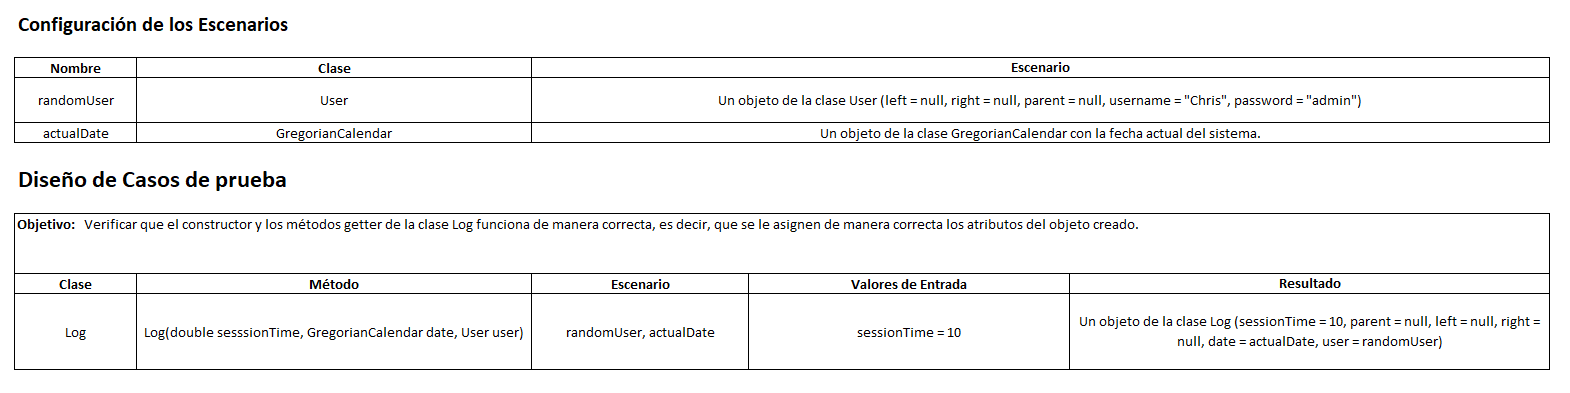 Configuración de los Escenarios
Nombre Clase Escenario
randomUser User Un objeto de la clase User (left = null, right = null, parent = null, username = "Chris", password = "admin")
actualDate GregorianCalendar Un objeto de la clase GregorianCalendar con la fecha actual del sistema.
Diseño de Casos de prueba
Objetivo: Verificar que el constructor y los métodos getter de la clase Log funciona de manera correcta, es decir, que se le asignen de manera correcta los atributos del objeto creado.
Clase Método Escenario Valores de Entrada Resultado
Log Log(double sesssionTime, GregorianCalendar date, User user) randomUser, actualDate sessionTime = 10 Un objeto de la clase Log (sessionTime = 10, parent = null, left = null, right =
null, date = actualDate, user = randomUser)